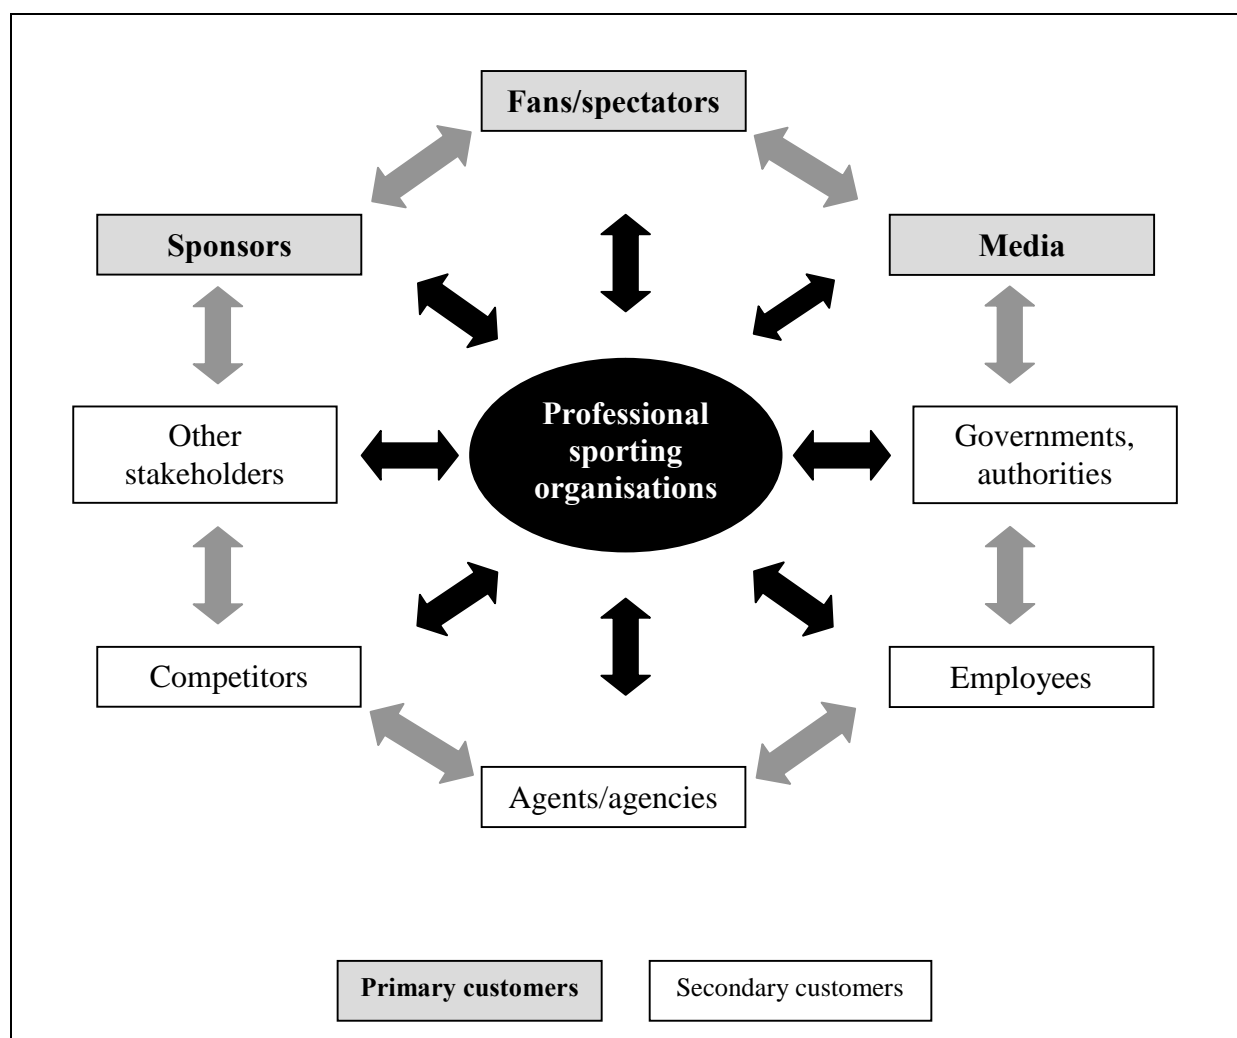 Fans/spectators
Sponsors
Media
Professional
sporting
organisations
Other
stakeholders
Governments,
authorities
Competitors
Employees
Agents/agencies
Primary customers
Secondary customers